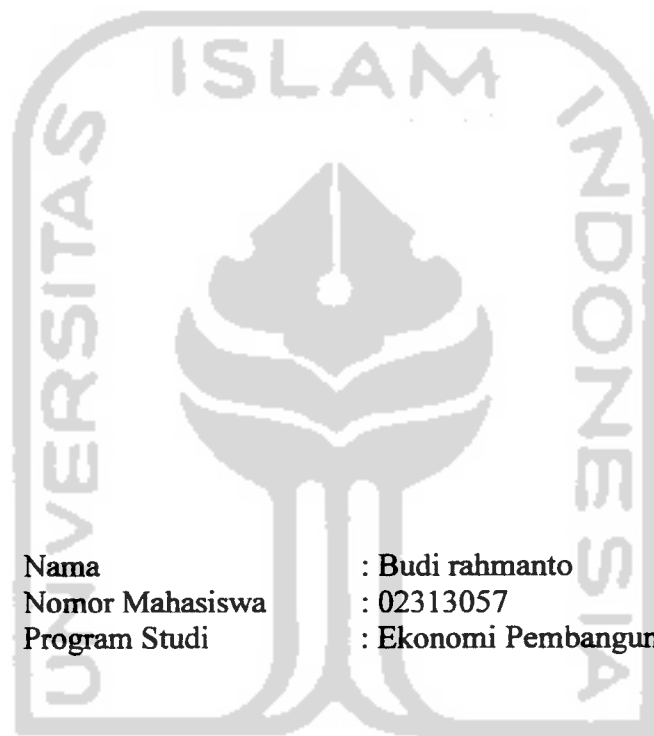 ISLAM
UNIVERSITAS
INDONESIA
Nama : Budi rahmanto
Nomor Mahasiswa : 02313057
Program Studi : Ekonomi Pembangun